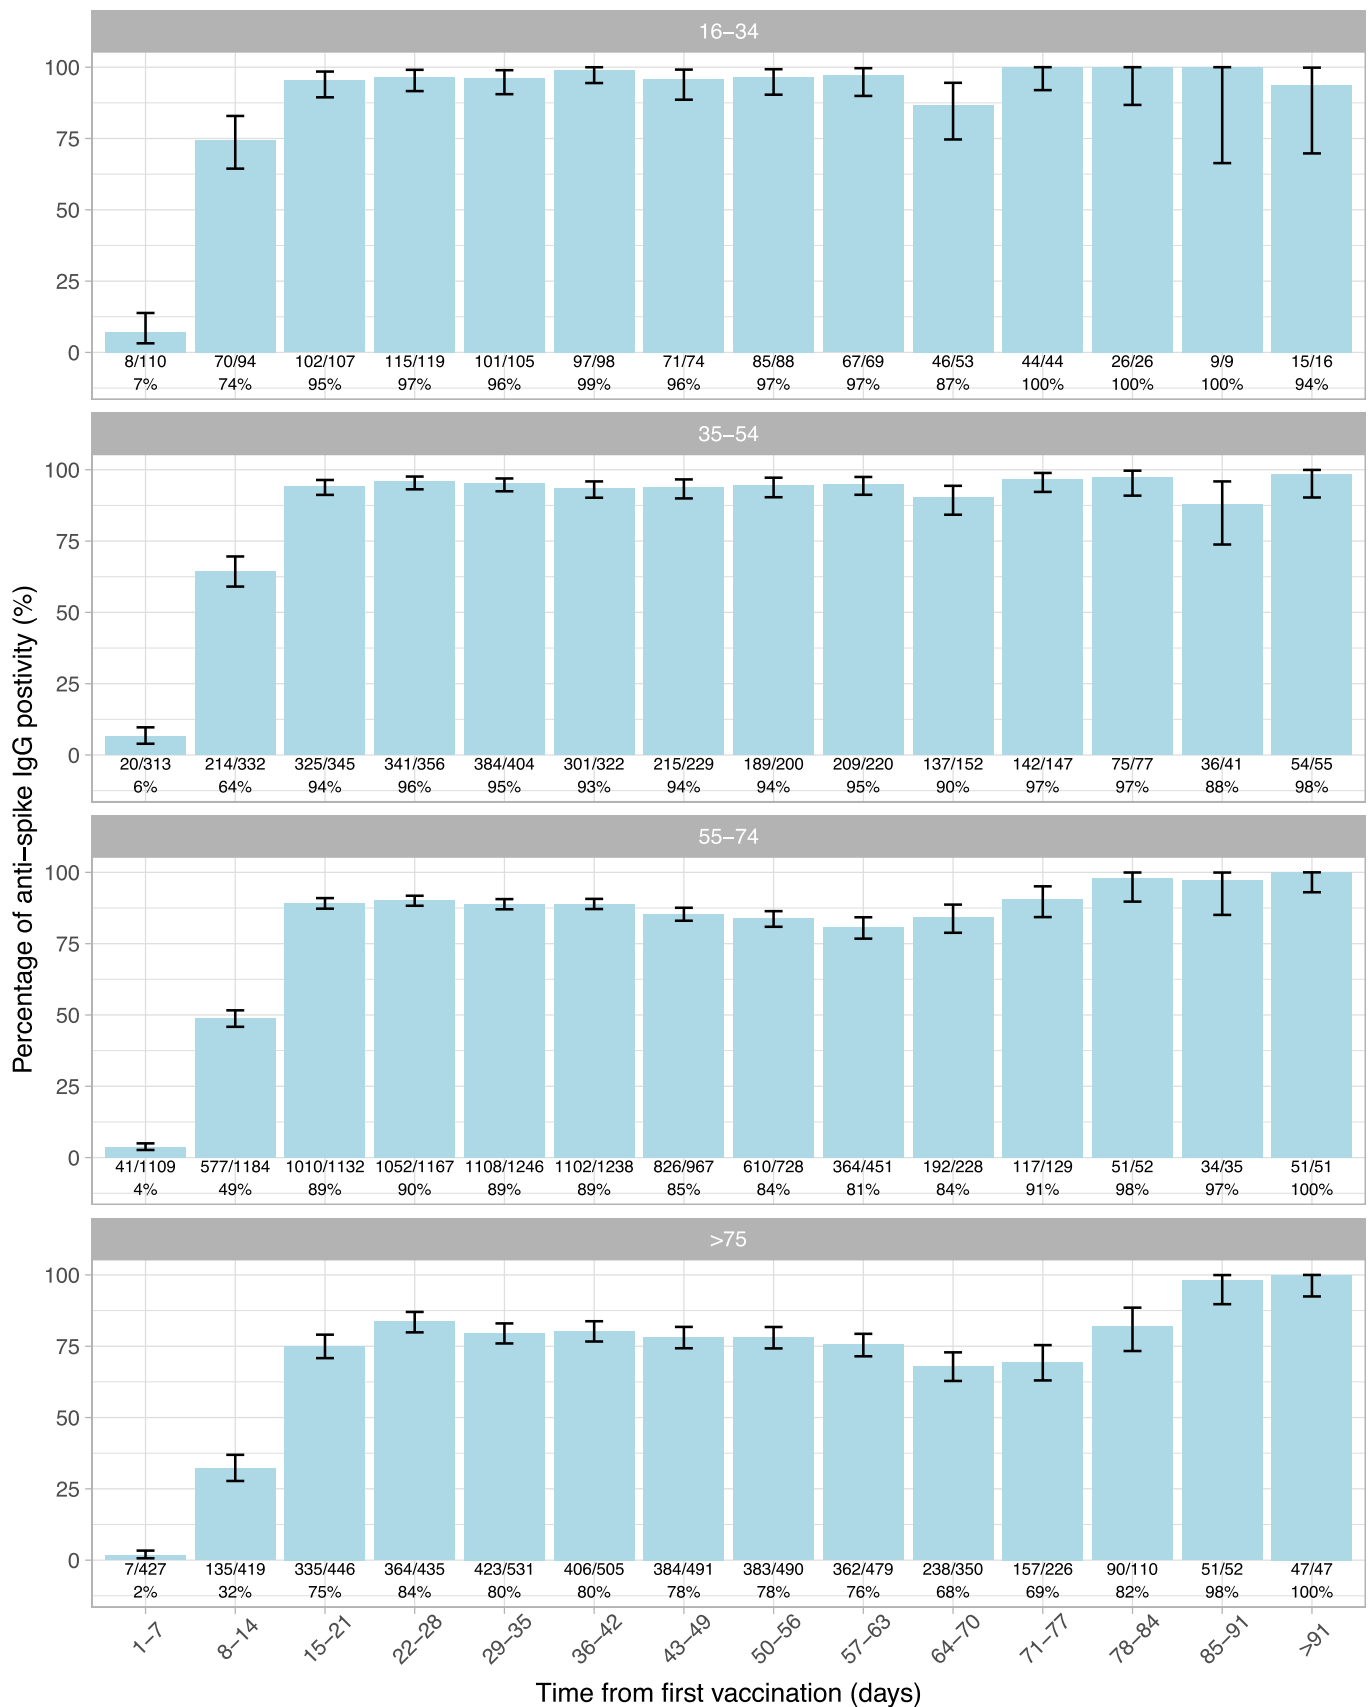 16−34
100
75
50
25
0
8/110 70/94 102/107 115/119 101/105 97/98 71/74 85/88 67/69 46/53 44/44 26/26 9/9 15/16
7% 74% 95% 97% 96% 99% 96% 97% 97% 87% 100% 100% 100% 94%
35−54
100
75
50
25
0
20/313 214/332 325/345 341/356 384/404 301/322 215/229 189/200 209/220 137/152 142/147 75/77 36/41 54/55
6% 64% 94% 96% 95% 93% 94% 94% 95% 90% 97% 97% 88% 98%
Percentage of anti−spike IgG postivity (%)
55−74
100
75
50
25
0
41/1109 577/1184 1010/1132 1052/1167 1108/1246 1102/1238 826/967 610/728 364/451 192/228 117/129 51/52 34/35 51/51
4% 49% 89% 90% 89% 89% 85% 84% 81% 84% 91% 98% 97% 100%
>75
100
75
50
25
0
7/427 135/419 335/446 364/435 423/531 406/505 384/491 383/490 362/479 238/350 157/226 90/110 51/52 47/47
2% 32% 75% 84% 80% 80% 78% 78% 76% 68% 69% 82% 98% 100%
1−7 8−14 15−21 22−28 29−35 36−42 43−49 50−56 57−63 64−70 71−77 78−84 85−91 >91
Time from first vaccination (days)